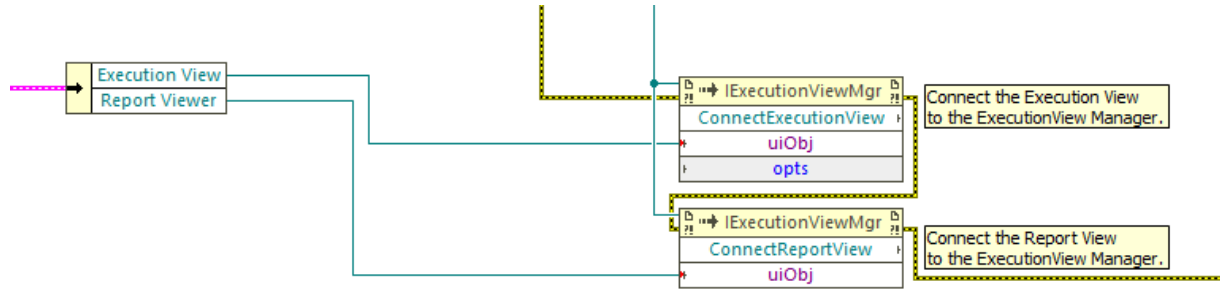 Execution View
Report Viewer
IExecutionViewMgr
ConnectExecutionView
uiObj
opts
Connect the Execution View
to the ExecutionView Manager.
IExecutionViewMgr
ConnectReportView
uiObj
Connect the Report View
to the ExecutionView Manager.